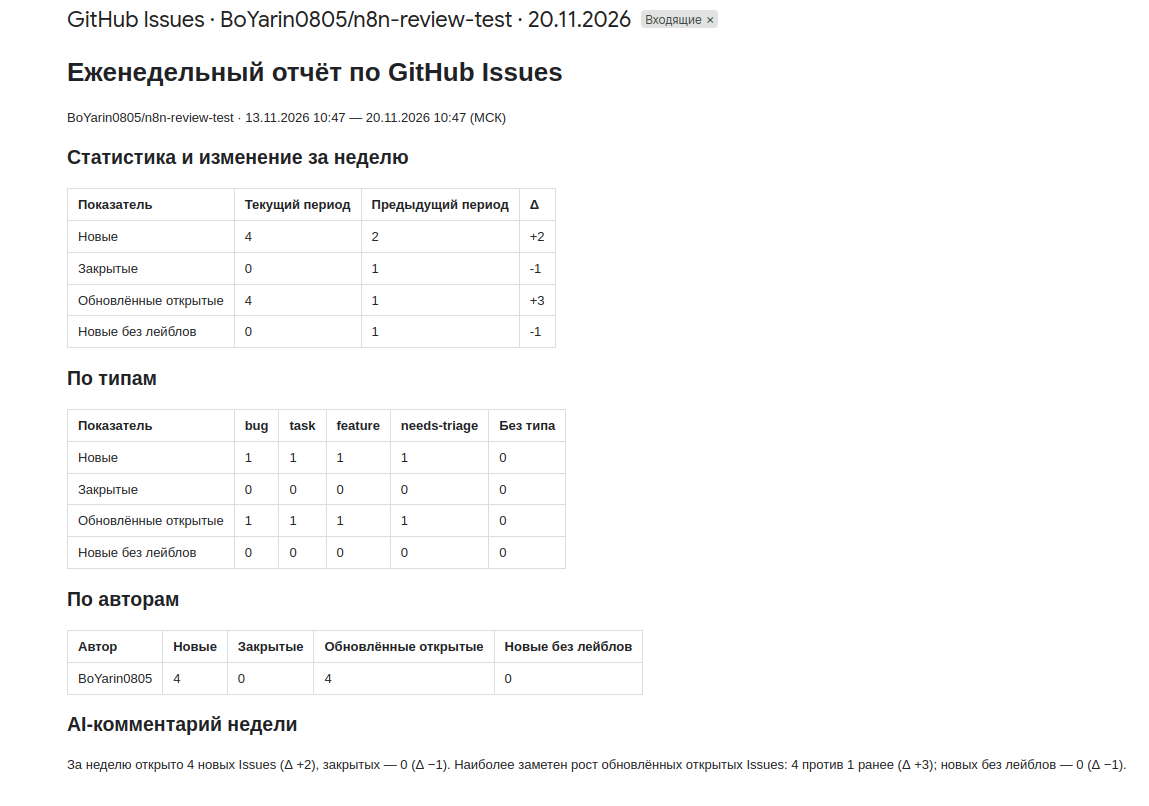 GitHub Issues · BoYarin0805/n8n-review-test · 20.11.2026 Входящие ×
Еженедельный отчёт по GitHub Issues
BoYarin0805/n8n-review-test · 13.11.2026 10:47 — 20.11.2026 10:47 (МСК)
Статистика и изменение за неделю
Показатель Текущий период Предыдущий период Δ
Новые 4 2 +2
Закрытые 0 1 -1
Обновлённые открытые 4 1 +3
Новые без лейблов 0 1 -1
По типам
Показатель bug task feature needs-triage Без типа
Новые 1 1 1 1 0
Закрытые 0 0 0 0 0
Обновлённые открытые 1 1 1 1 0
Новые без лейблов 0 0 0 0 0
По авторам
Автор Новые Закрытые Обновлённые открытые Новые без лейблов
BoYarin0805 4 0 4 0
AI-комментарий недели
За неделю открыто 4 новых Issues (Δ +2), закрытых — 0 (Δ −1). Наиболее заметен рост обновлённых открытых Issues: 4 против 1 ранее (Δ +3); новых без лейблов — 0 (Δ −1).